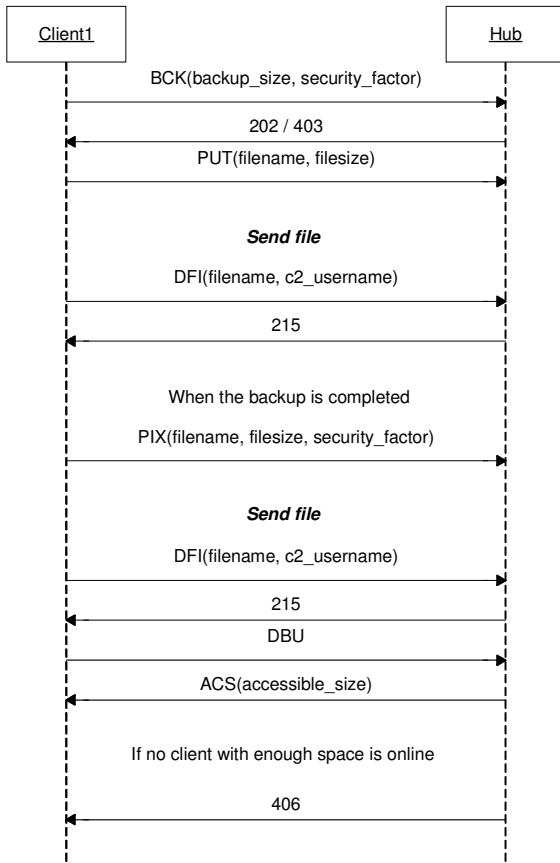 Client1
Hub
BCK(backup_size, security_factor)
202 / 403
PUT(filename, filesize)
Send file
DFI(filename, c2_username)
215
When the backup is completed
PIX(filename, filesize, security_factor)
Send file
DFI(filename, c2_username)
215
DBU
ACS(accessible_size)
If no client with enough space is online
406